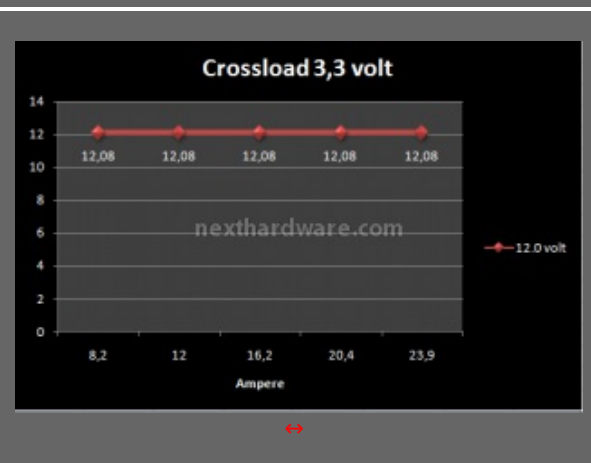 Crossload 3,3 volt
14
12
10
8
6
4
2
0
12,08 12,08 12,08 12,08 12,08
nexthardware.com
12.0 volt
8,2 12 16,2 20,4 23,9
Ampere
↔